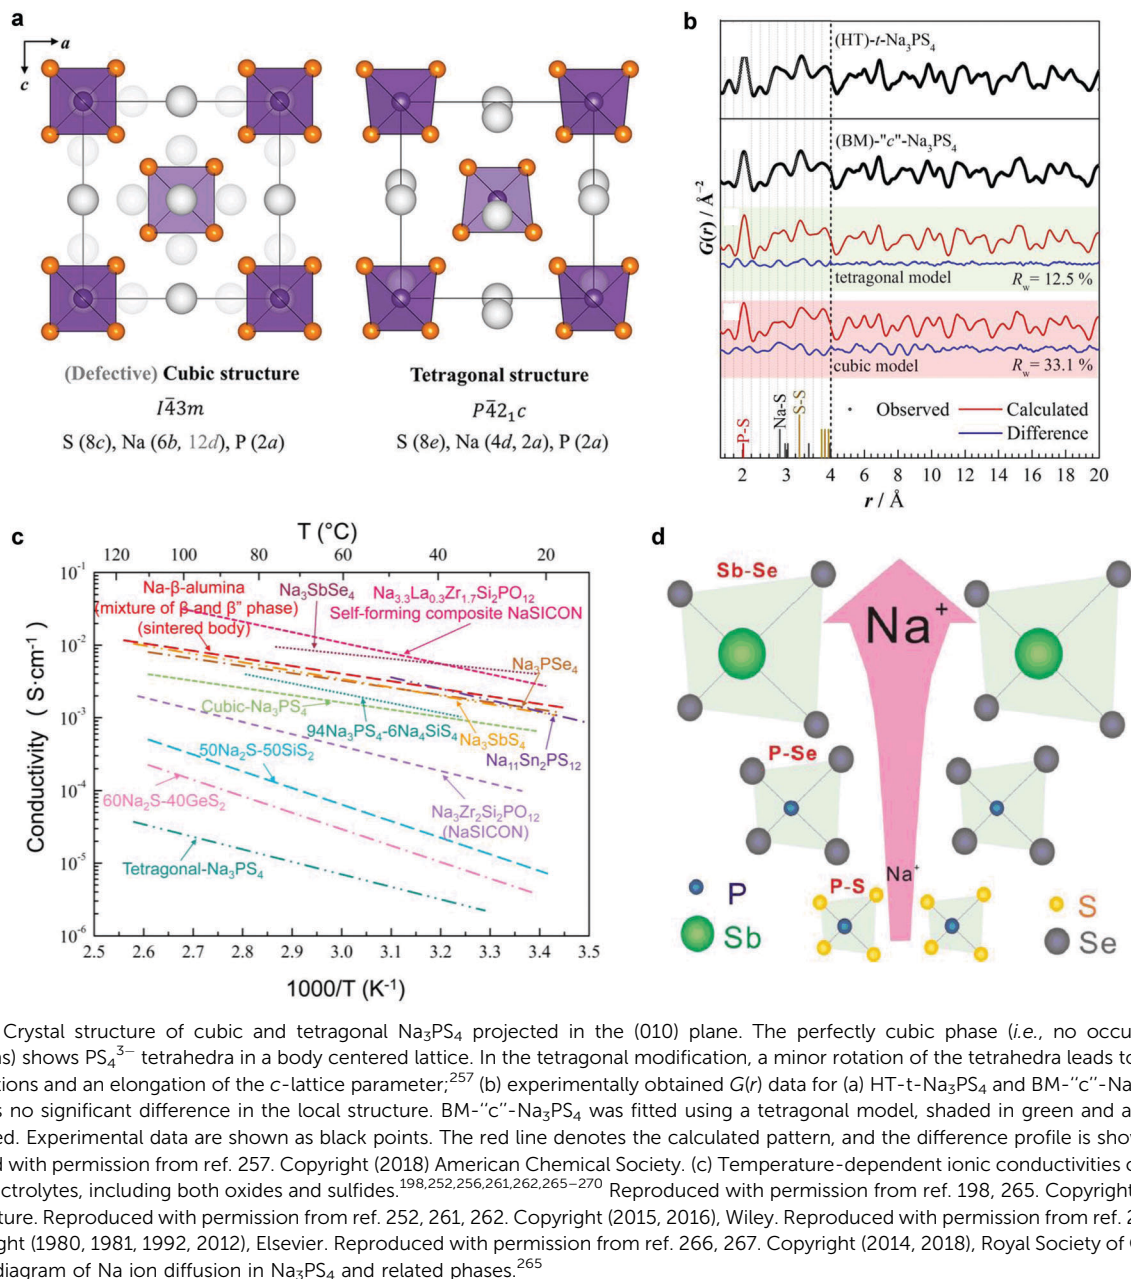 a
a
c
(Defective) Cubic structure
I4̄3m
S (8c), Na (6b, 12d), P (2a)
Tetragonal structure
P4̄2₁c
S (8e), Na (4d, 2a), P (2a)
b
G(r) / Å⁻²
(HT)-t-Na₃PS₄
(BM)-"c"-Na₃PS₄
tetragonal model R_w = 12.5 %
cubic model R_w = 33.1 %
P-S
Na-S
S-S
• Observed
Calculated
Difference
2 3 4 6 8 10 12 14 16 18 20
r / Å
c
T (°C)
120 100 80 60 40 20
Conductivity ( S·cm⁻¹)
10⁻¹
10⁻²
10⁻³
10⁻⁴
10⁻⁵
10⁻⁶
Na-β-alumina
(mixture of β and β" phase)
(sintered body)
Na₃SbSe₄
Na₃.₃La₀.₃Zr₁.₇Si₂PO₁₂
Self-forming composite NaSICON
Na₃PSe₄
Cubic-Na₃PS₄
94Na₃PS₄-6Na₄SiS₄
Na₃SbS₄
Na₁₁Sn₂PS₁₂
50Na₂S-50SiS₂
60Na₂S-40GeS₂
Na₃Zr₂Si₂PO₁₂
(NaSICON)
Tetragonal-Na₃PS₄
2.5 2.6 2.7 2.8 2.9 3.0 3.1 3.2 3.3 3.4 3.5
1000/T (K⁻¹)
d
Sb-Se
Na⁺
P-Se
Na⁺
P-S
P
Sb
S
Se
Crystal structure of cubic and tetragonal Na₃PS₄ projected in the (010) plane. The perfectly cubic phase (i.e., no occu
s) shows PS₄³⁻ tetrahedra in a body centered lattice. In the tetragonal modification, a minor rotation of the tetrahedra leads to
tions and an elongation of the c-lattice parameter;²⁵⁷ (b) experimentally obtained G(r) data for (a) HT-t-Na₃PS₄ and BM-"c"-Na
s no significant difference in the local structure. BM-"c"-Na₃PS₄ was fitted using a tetragonal model, shaded in green and a
ed. Experimental data are shown as black points. The red line denotes the calculated pattern, and the difference profile is show
d with permission from ref. 257. Copyright (2018) American Chemical Society. (c) Temperature-dependent ionic conductivities o
ectrolytes, including both oxides and sulfides.¹⁹⁸,²⁵²,²⁵⁶,²⁶¹,²⁶²,²⁶⁵⁻²⁷⁰ Reproduced with permission from ref. 198, 265. Copyright
ture. Reproduced with permission from ref. 252, 261, 262. Copyright (2015, 2016), Wiley. Reproduced with permission from ref. 2
ght (1980, 1981, 1992, 2012), Elsevier. Reproduced with permission from ref. 266, 267. Copyright (2014, 2018), Royal Society of
diagram of Na ion diffusion in Na₃PS₄ and related phases.²⁶⁵